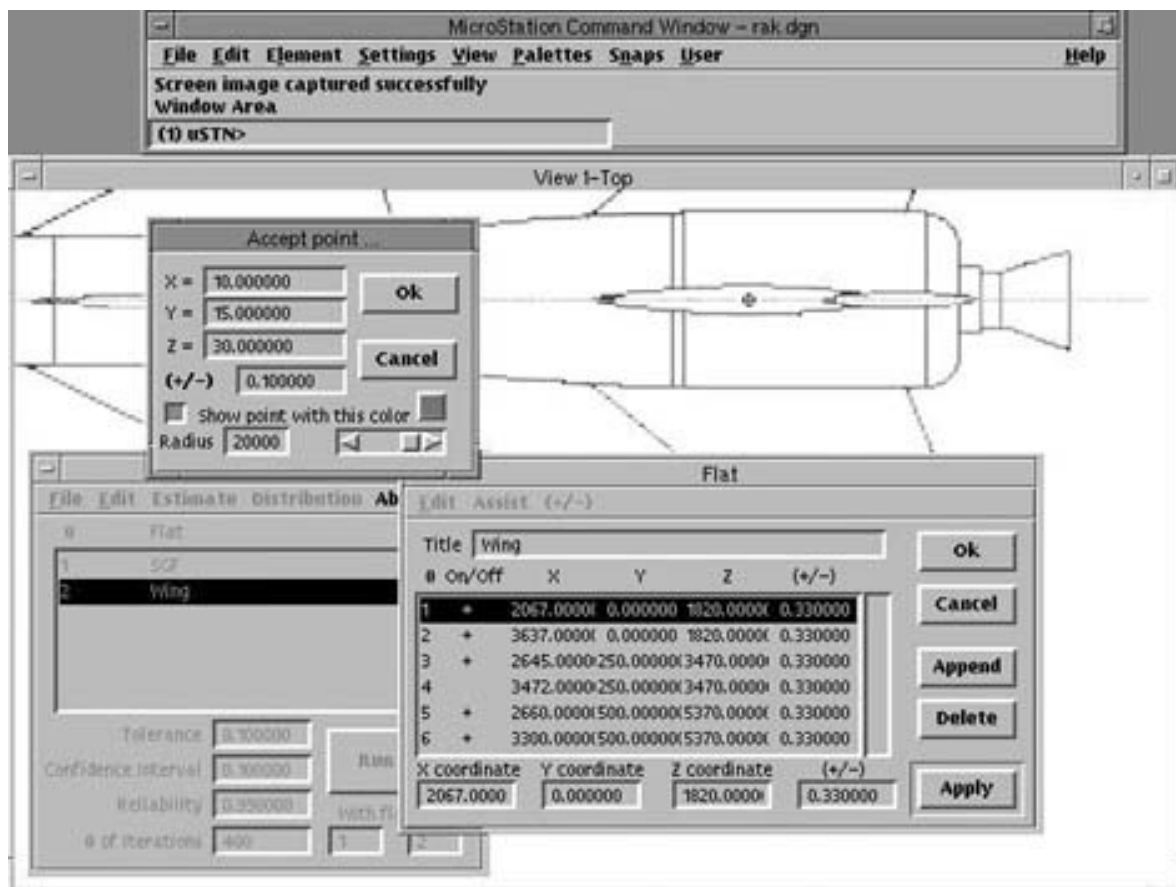 MicroStation Command Window – rak.dgn
File Edit Element Settings View Palettes Snaps User Help
Screen image captured successfully
Window Area
(1) uSTN>
View 1-Top
Accept point ...
X = 10.000000
Ok
Y = 15.000000
Z = 30.000000
Cancel
(+/-) 0.100000
Show point with this color
Radius 20000
File Edit Estimate Distribution Ab
# Flat
1 SGF
2 Wing
Tolerance 0.100000
Confidence Interval 0.100000
Run
Reliability 0.990000
# Of Iterations 400 1 2
Flat
Edit Assist (+/-)
Title Wing
Ok
# On/Off X Y Z (+/-)
1 + 2067.0000( 0.000000 1820.0000( 0.330000
Cancel
2 + 3637.0000( 0.000000 1820.0000( 0.330000
3 + 2645.0000(250.00000(3470.0000( 0.330000
Append
4 3472.0000(250.00000(3470.0000( 0.330000
5 + 2660.0000(500.00000(5370.0000( 0.330000
Delete
6 + 3300.0000(500.00000(5370.0000( 0.330000
X coordinate Y coordinate Z coordinate (+/-)
2067.0000 0.000000 1820.0000( 0.330000
Apply